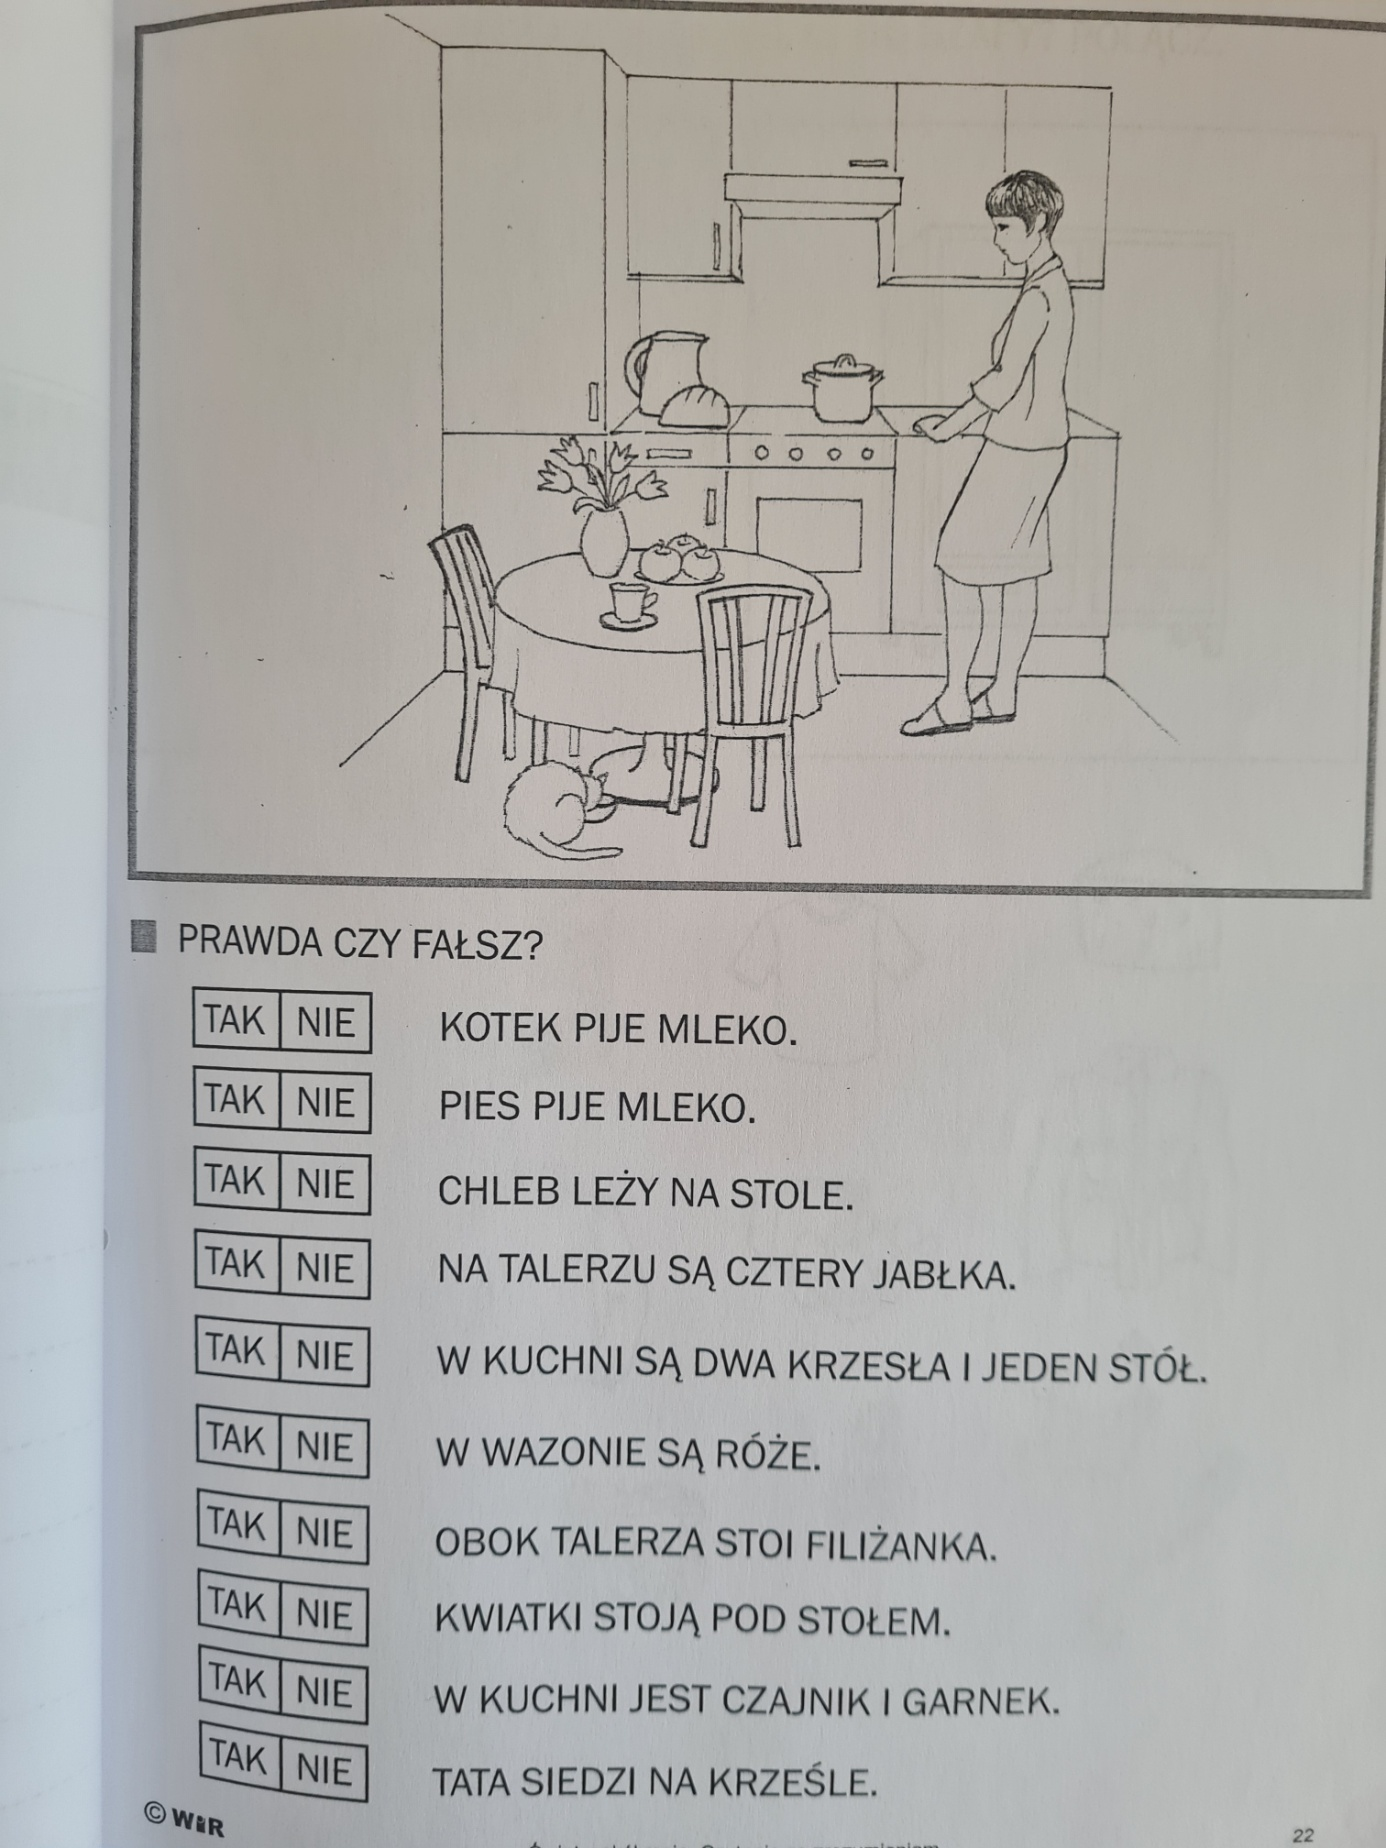 PRAWDA CZY FAŁSZ?
TAK NIE KOTEK PIJE MLEKO.
TAK NIE PIES PIJE MLEKO.
TAK NIE CHLEB LEŻY NA STOLE.
TAK NIE NA TALERZU SĄ CZTERY JABŁKA.
TAK NIE W KUCHNI SĄ DWA KRZESŁA I JEDEN STÓŁ.
TAK NIE W WAZONIE SĄ RÓŻE.
TAK NIE OBOK TALERZA STOI FILIŻANKA.
TAK NIE KWIATKI STOJĄ POD STOŁEM.
TAK NIE W KUCHNI JEST CZAJNIK I GARNEK.
TAK NIE TATA SIEDZI NA KRZEŚLE.
© WiR
22